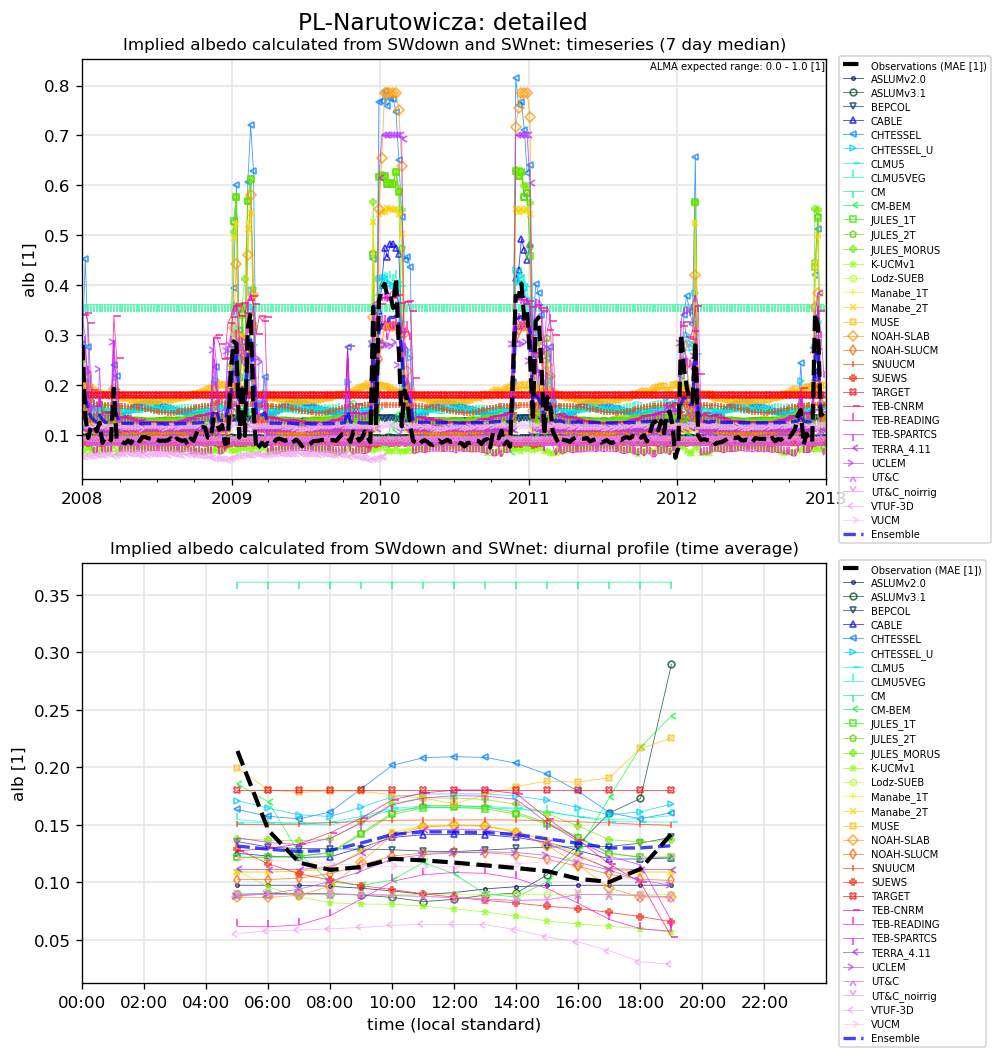 PL-Narutowicza: detailed
Implied albedo calculated from SWdown and SWnet: timeseries (7 day median)
ALMA expected range: 0.0 - 1.0 [1]
alb [1]
0.8
0.7
0.6
0.5
0.4
0.3
0.2
0.1
2008
2009
2010
2011
2012
2013
Observations (MAE [1])
ASLUMv2.0
ASLUMv3.1
BEPCOL
CABLE
CHTESSEL
CHTESSEL_U
CLMU5
CLMU5VEG
CM
CM-BEM
JULES_1T
JULES_2T
JULES_MORUS
K-UCMv1
Lodz-SUEB
Manabe_1T
Manabe_2T
MUSE
NOAH-SLAB
NOAH-SLUCM
SNUUCM
SUEWS
TARGET
TEB-CNRM
TEB-READING
TEB-SPARTCS
TERRA_4.11
UCLEM
UT&C
UT&C_noirrig
VTUF-3D
VUCM
Ensemble
Implied albedo calculated from SWdown and SWnet: diurnal profile (time average)
alb [1]
0.35
0.30
0.25
0.20
0.15
0.10
0.05
00:00
02:00
04:00
06:00
08:00
10:00
12:00
14:00
16:00
18:00
20:00
22:00
time (local standard)
Observation (MAE [1])
ASLUMv2.0
ASLUMv3.1
BEPCOL
CABLE
CHTESSEL
CHTESSEL_U
CLMU5
CLMU5VEG
CM
CM-BEM
JULES_1T
JULES_2T
JULES_MORUS
K-UCMv1
Lodz-SUEB
Manabe_1T
Manabe_2T
MUSE
NOAH-SLAB
NOAH-SLUCM
SNUUCM
SUEWS
TARGET
TEB-CNRM
TEB-READING
TEB-SPARTCS
TERRA_4.11
UCLEM
UT&C
UT&C_noirrig
VTUF-3D
VUCM
Ensemble